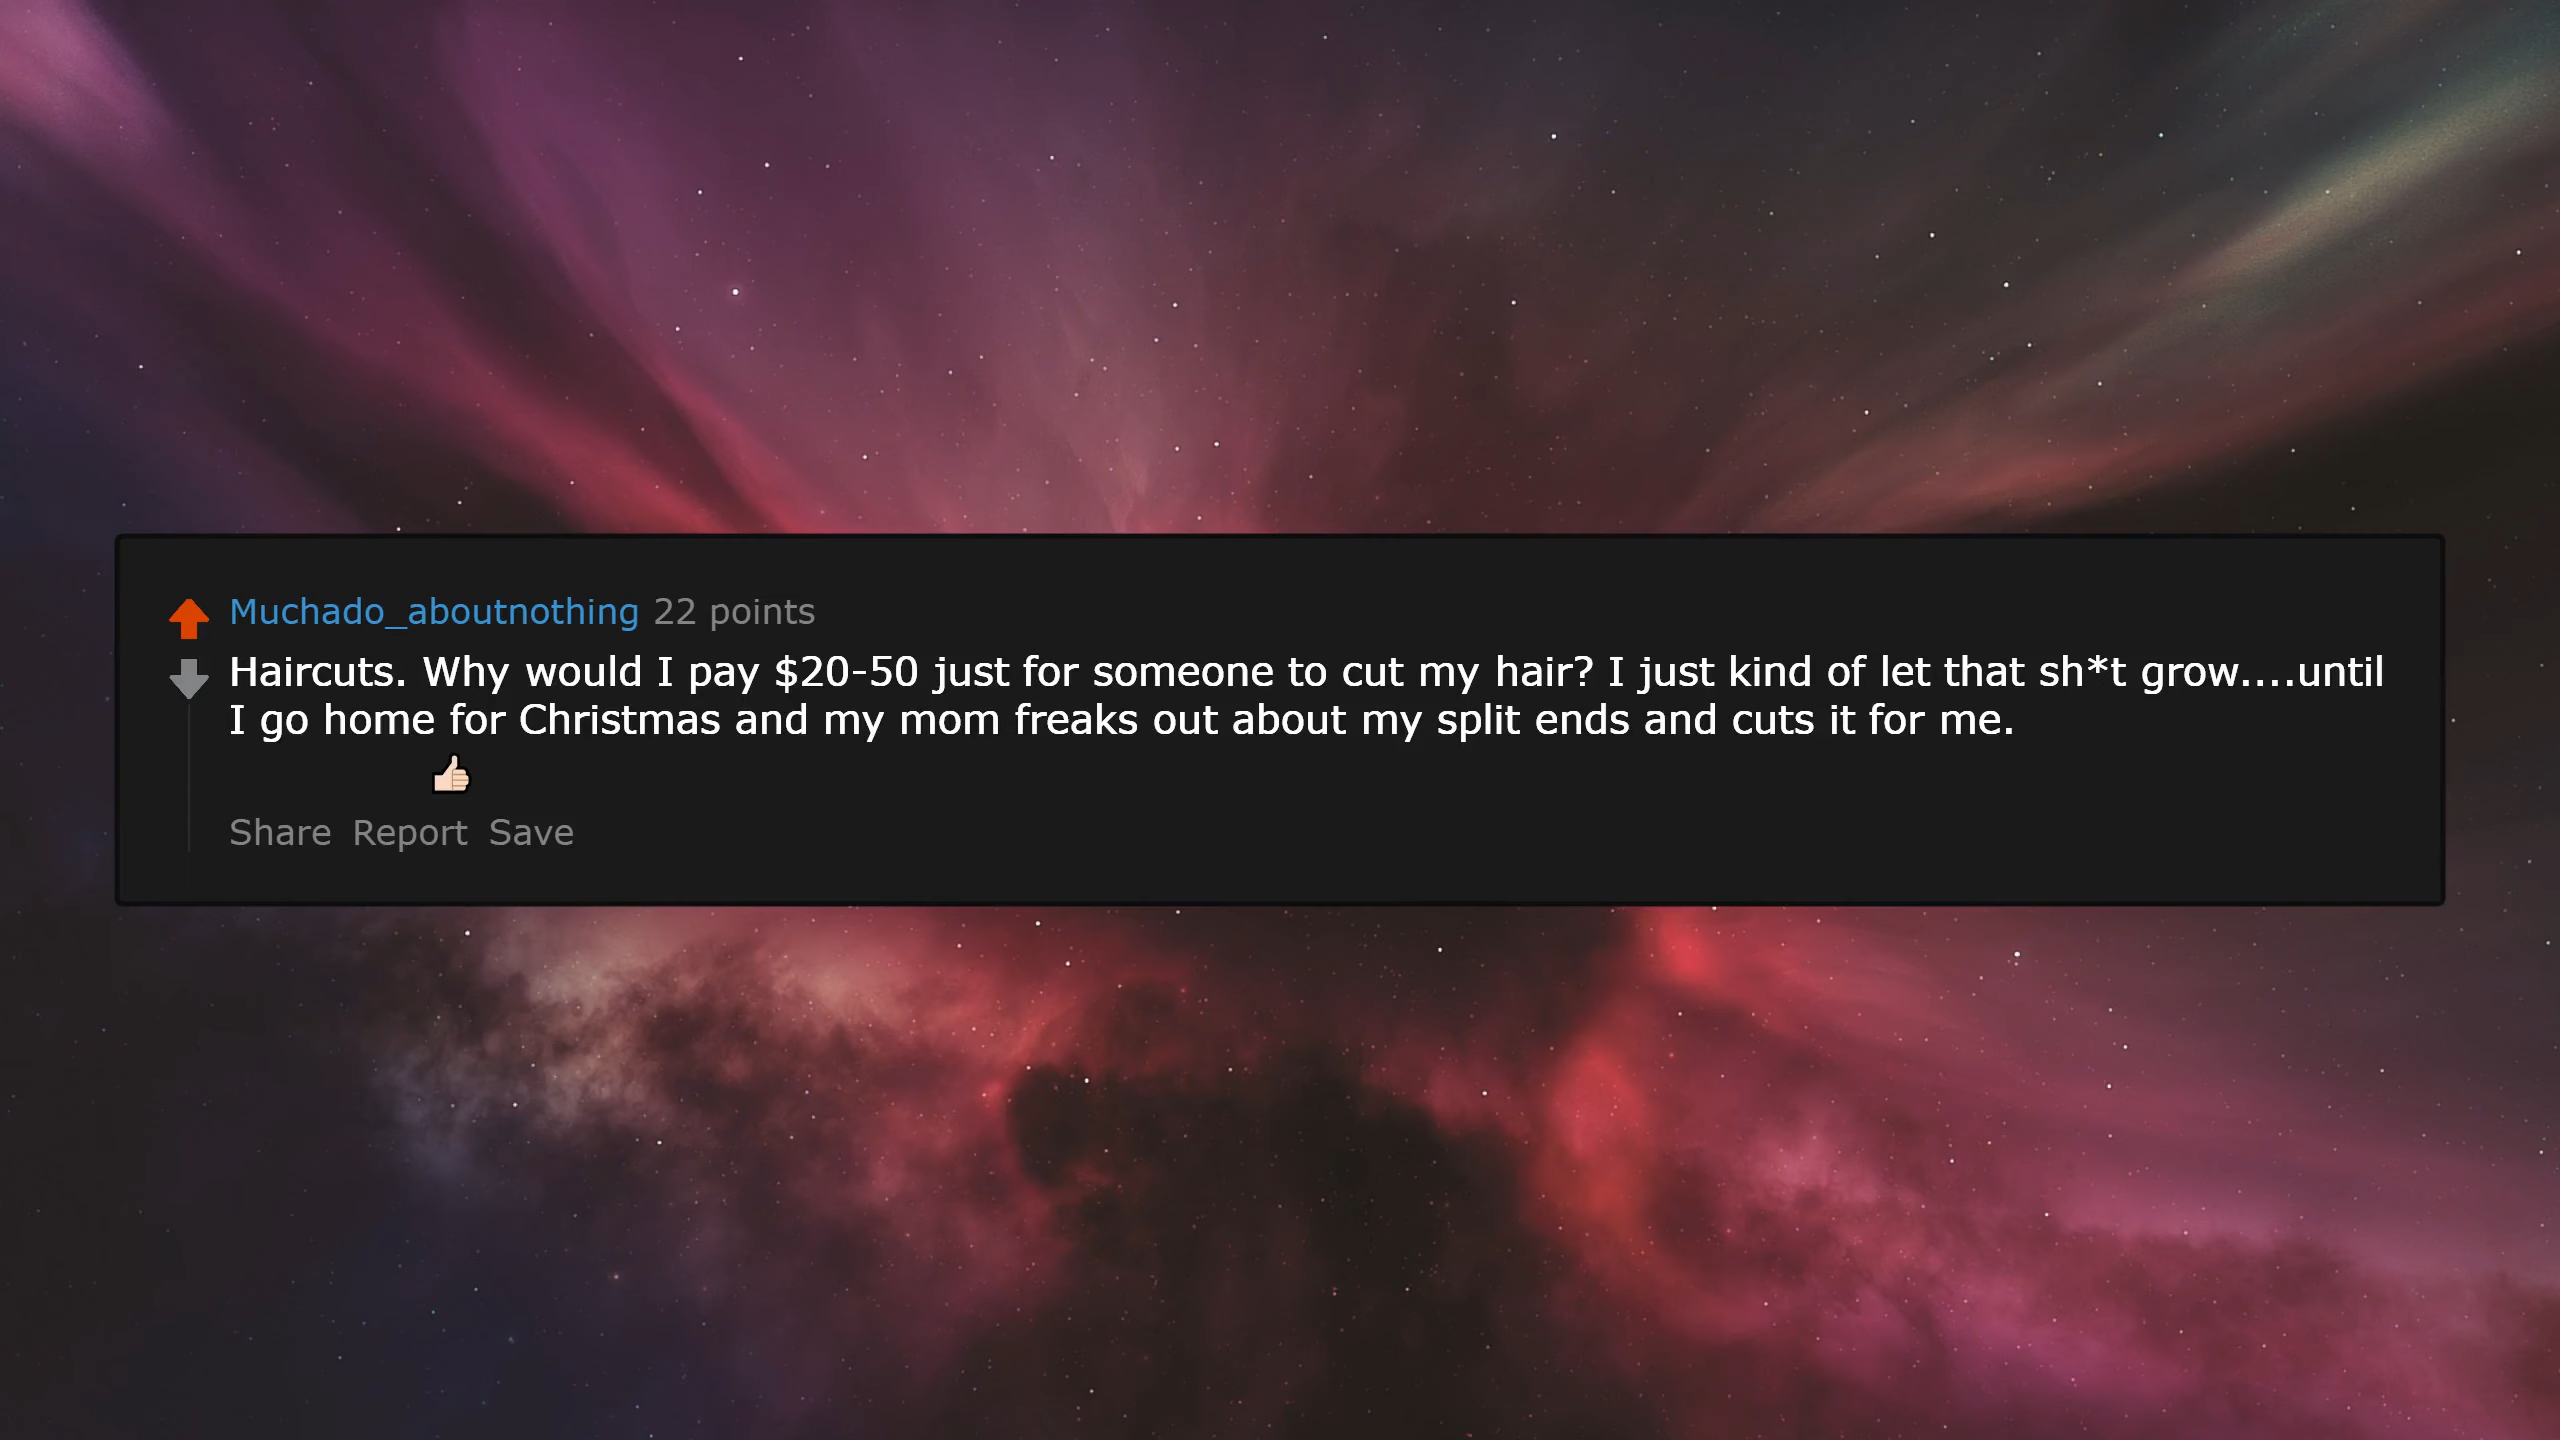 Muchado_aboutnothing 22 points
Haircuts. Why would I pay $20-50 just for someone to cut my hair? I just kind of let that sh*t grow....until
I go home for Christmas and my mom freaks out about my split ends and cuts it for me.
Share Report Save